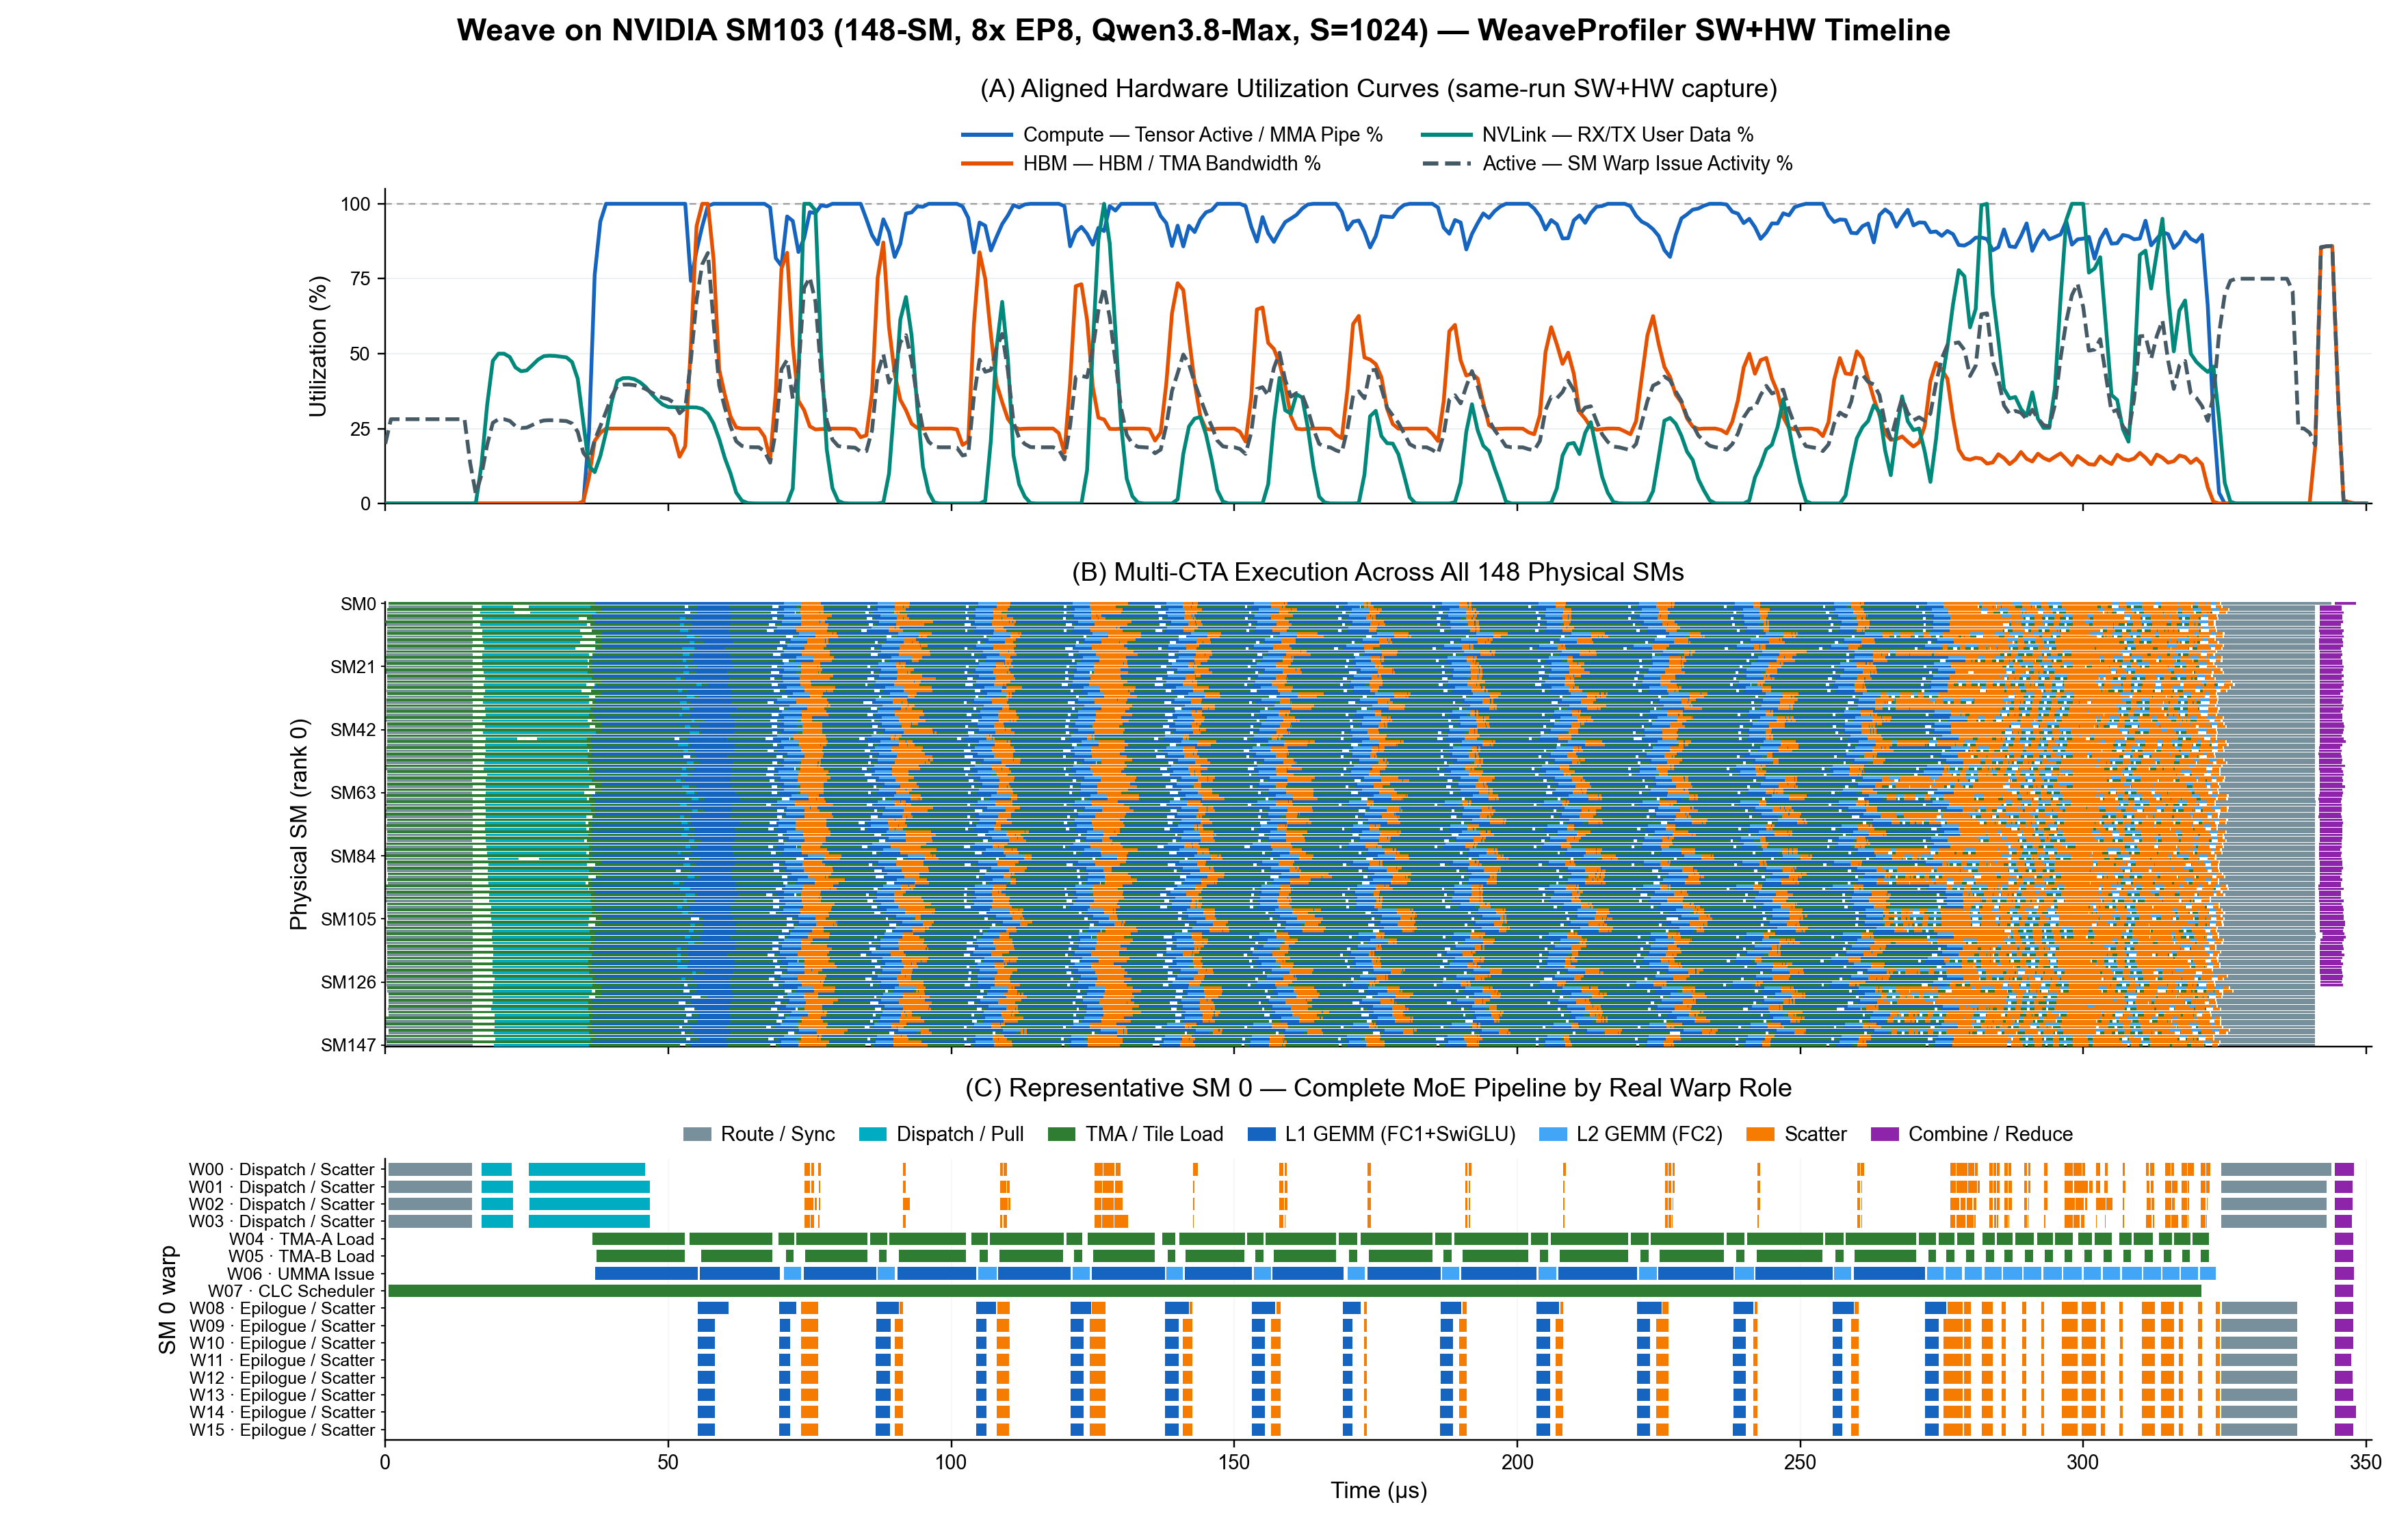 Weave on NVIDIA SM103 (148-SM, 8x EP8, Qwen3.8-Max, S=1024) — WeaveProfiler SW+HW Timeline
(A) Aligned Hardware Utilization Curves (same-run SW+HW capture)
Compute — Tensor Active / MMA Pipe %
NVLink — RX/TX User Data %
HBM — HBM / TMA Bandwidth %
Active — SM Warp Issue Activity %
Utilization (%)
100
75
50
25
0
(B) Multi-CTA Execution Across All 148 Physical SMs
Physical SM (rank 0)
SM0
SM21
SM42
SM63
SM84
SM105
SM126
SM147
(C) Representative SM 0 — Complete MoE Pipeline by Real Warp Role
Route / Sync
Dispatch / Pull
TMA / Tile Load
L1 GEMM (FC1+SwiGLU)
L2 GEMM (FC2)
Scatter
Combine / Reduce
SM 0 warp
W00 · Dispatch / Scatter
W01 · Dispatch / Scatter
W02 · Dispatch / Scatter
W03 · Dispatch / Scatter
W04 · TMA-A Load
W05 · TMA-B Load
W06 · UMMA Issue
W07 · CLC Scheduler
W08 · Epilogue / Scatter
W09 · Epilogue / Scatter
W10 · Epilogue / Scatter
W11 · Epilogue / Scatter
W12 · Epilogue / Scatter
W13 · Epilogue / Scatter
W14 · Epilogue / Scatter
W15 · Epilogue / Scatter
0 50 100 150 200 250 300 350
Time (μs)